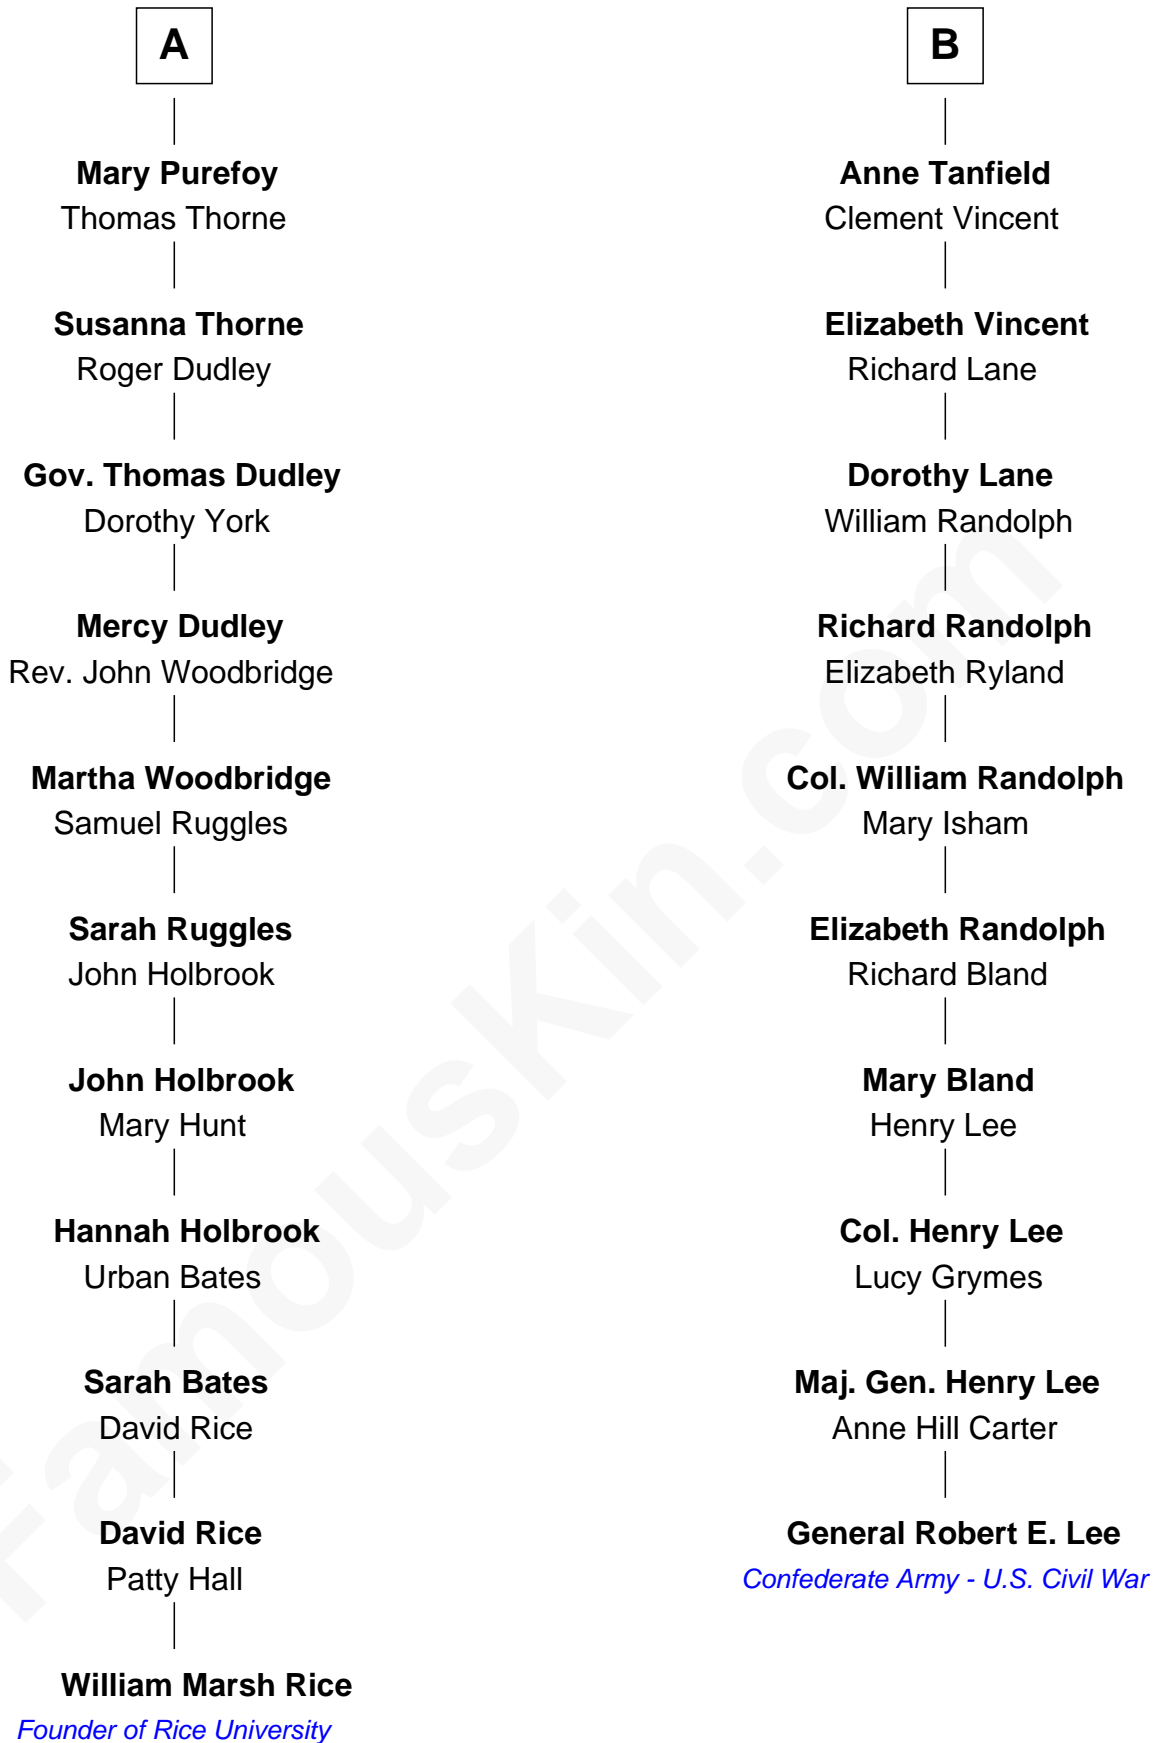 A
Mary Purefoy
Thomas Thorne
Susanna Thorne
Roger Dudley
Gov. Thomas Dudley
Dorothy York
Mercy Dudley
Rev. John Woodbridge
Martha Woodbridge
Samuel Ruggles
Sarah Ruggles
John Holbrook
John Holbrook
Mary Hunt
Hannah Holbrook
Urban Bates
Sarah Bates
David Rice
David Rice
Patty Hall
William Marsh Rice
Founder of Rice University
B
Anne Tanfield
Clement Vincent
Elizabeth Vincent
Richard Lane
Dorothy Lane
William Randolph
Richard Randolph
Elizabeth Ryland
Col. William Randolph
Mary Isham
Elizabeth Randolph
Richard Bland
Mary Bland
Henry Lee
Col. Henry Lee
Lucy Grymes
Maj. Gen. Henry Lee
Anne Hill Carter
General Robert E. Lee
Confederate Army - U.S. Civil War
FamousKin.com